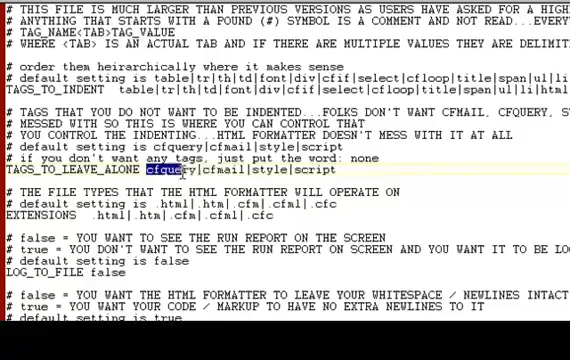 # THIS FILE IS MUCH LARGER THAN PREVIOUS VERSIONS AS USERS HAVE ASKED FOR A HIGH
# ANYTHING THAT STARTS WITH A POUND (#) SYMBOL IS A COMMENT AND NOT READ...EVERY
# TAG_NAME<TAB>TAG_VALUE
# WHERE <TAB> IS AN ACTUAL TAB AND IF THERE ARE MULTIPLE VALUES THEY ARE DELIMIT
# order them heirarchically where it makes sense
# default setting is table|tr|th|td|font|div|cfif|select|cfloop|title|span|ul|li
TAGS_TO_INDENT table|tr|th|td|font|div|cfif|select|cfloop|title|span|ul|li|html
# TAGS THAT YOU DO NOT WANT TO BE INDENTED...FOLKS DON'T WANT CFMAIL, CFQUERY, S
# MESSED WITH SO THIS IS WHERE YOU CAN CONTROL THAT
# YOU CONTROL THE INDENTING...HTML FORMATTER DOESN'T MESS WITH IT AT ALL
# default setting is cfquery|cfmail|style|script
# if you don't want any tags, just put the word: none
TAGS_TO_LEAVE_ALONE cfquery|cfmail|style|script
# THE FILE TYPES THAT THE HTML FORMATTER WILL OPERATE ON
# default setting is .html|.htm|.cfm|.cfml|.cfc
EXTENSIONS .html|.htm|.cfm|.cfml|.cfc
# false = YOU WANT TO SEE THE RUN REPORT ON THE SCREEN
# true = YOU DON'T WANT TO SEE THE RUN REPORT ON SCREEN AND YOU WANT IT TO BE LO
# default setting is false
LOG_TO_FILE false
# false = YOU WANT THE HTML FORMATTER TO LEAVE YOUR WHITESPACE / NEWLINES INTACT
# true = YOU WANT YOUR CODE / MARKUP TO HAVE NO EXTRA NEWLINES TO IT
# default setting is true